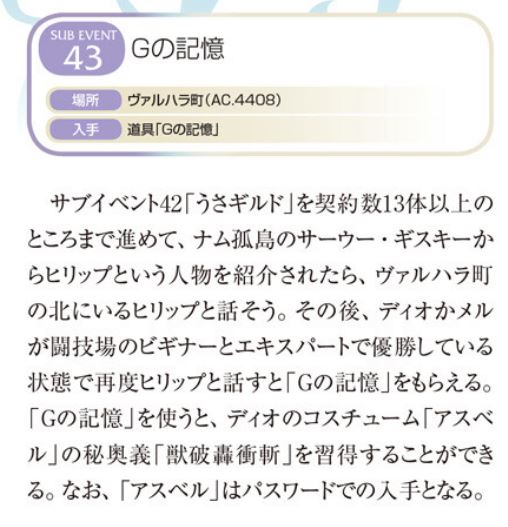 SUB EVENT
43
Gの記憶
場所 ヴァルハラ町(AC.4408)
入手 道具「Gの記憶」
サブイベント42「うさギルド」を契約数13体以上の
ところまで進めて、ナム孤島のサーウー・ギスキーか
らヒリップという人物を紹介されたら、ヴァルハラ町
の北にいるヒリップと話そう。その後、ディオかメル
が闘技場のビギナーとエキスパートで優勝している
状態で再度ヒリップと話すと「Gの記憶」をもらえる。
「Gの記憶」を使うと、ディオのコスチューム「アスベ
ル」の秘奥義「獣破轟衝斬」を習得することができ
る。なお、「アスベル」はパスワードでの入手となる。